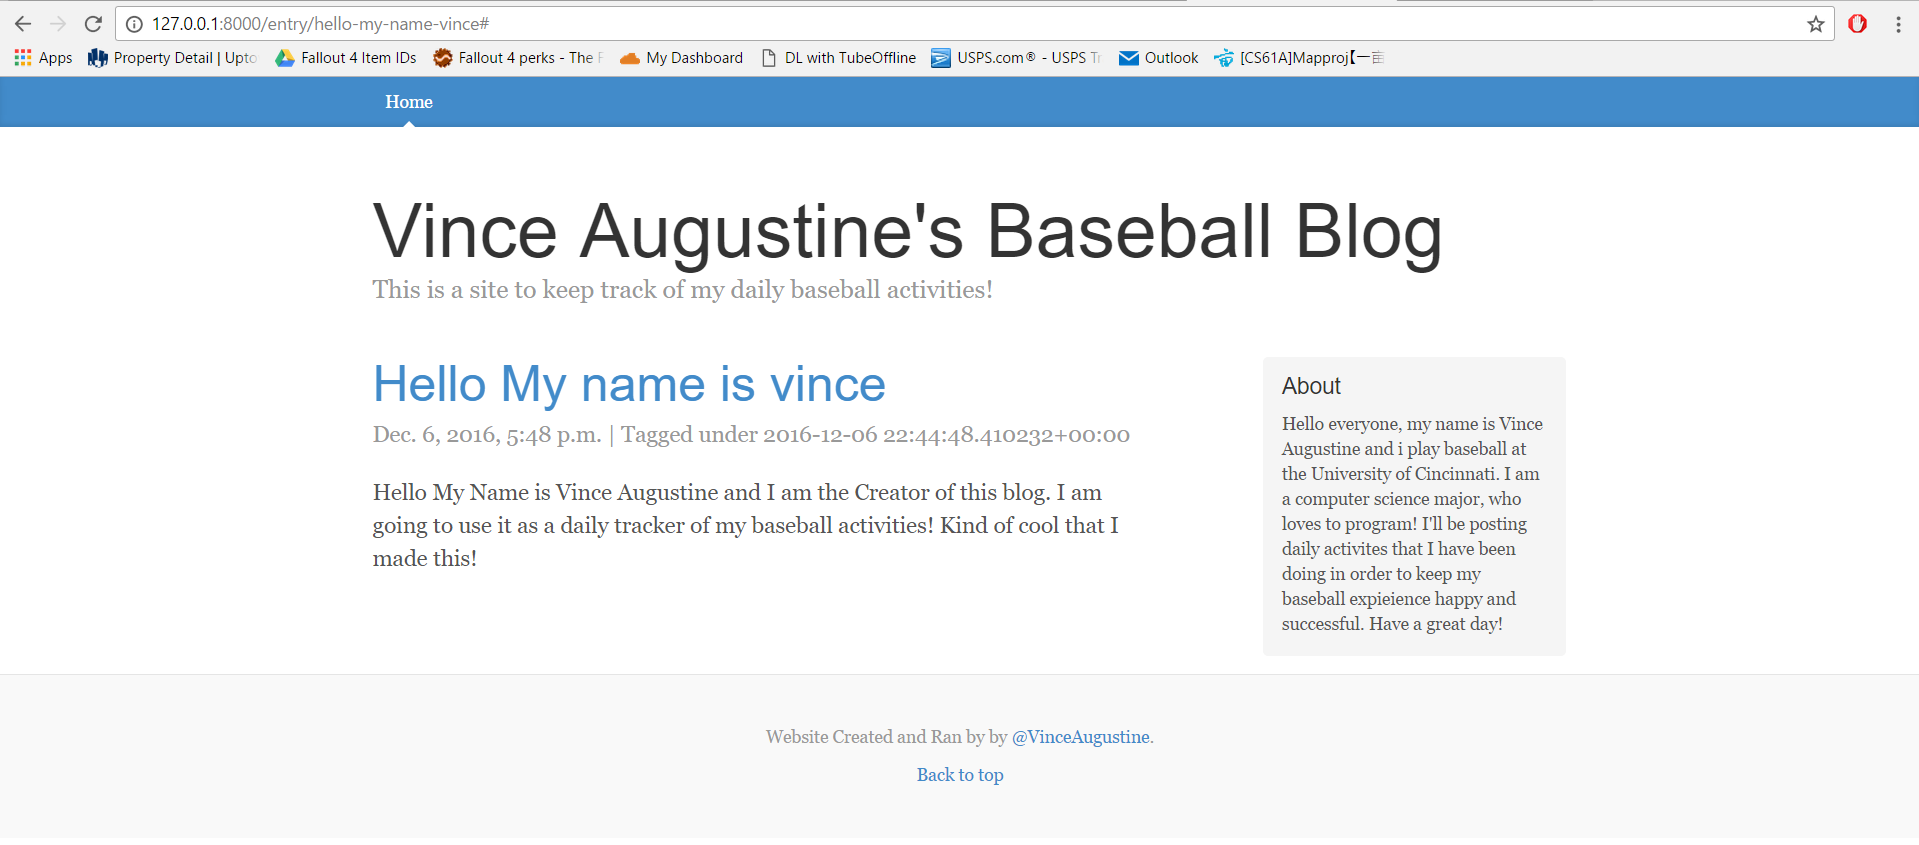 127.0.0.1:8000/entry/hello-my-name-vince#
Apps Property Detail | Upto Fallout 4 Item IDs Fallout 4 perks - The F My Dashboard DL with TubeOffline USPS.com® - USPS Tr Outlook [CS61A]Mapproj【一亩
Home
Vince Augustine's Baseball Blog
This is a site to keep track of my daily baseball activities!
Hello My name is vince
Dec. 6, 2016, 5:48 p.m. | Tagged under 2016-12-06 22:44:48.410232+00:00
Hello My Name is Vince Augustine and I am the Creator of this blog. I am
going to use it as a daily tracker of my baseball activities! Kind of cool that I
made this!
About
Hello everyone, my name is Vince
Augustine and i play baseball at
the University of Cincinnati. I am
a computer science major, who
loves to program! I'll be posting
daily activites that I have been
doing in order to keep my
baseball expieience happy and
successful. Have a great day!
Website Created and Ran by by @VinceAugustine.
Back to top